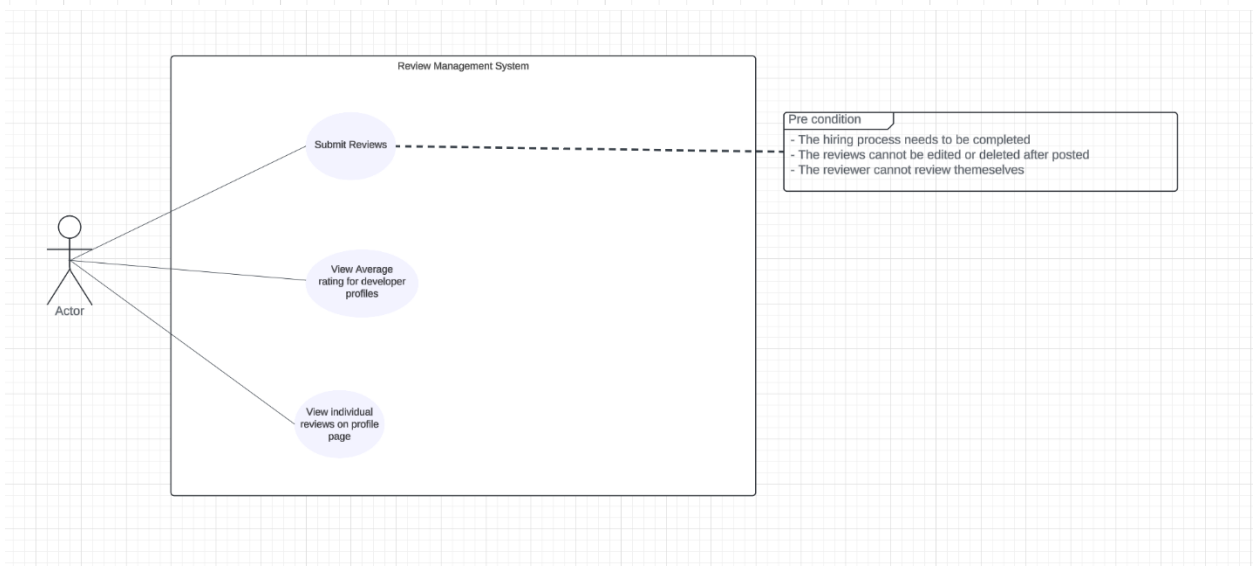 Review Management System
Submit Reviews
Pre condition
- The hiring process needs to be completed
- The reviews cannot be edited or deleted after posted
- The reviewer cannot review themeselves
View Average
rating for developer
profiles
Actor
View individual
reviews on profile
page